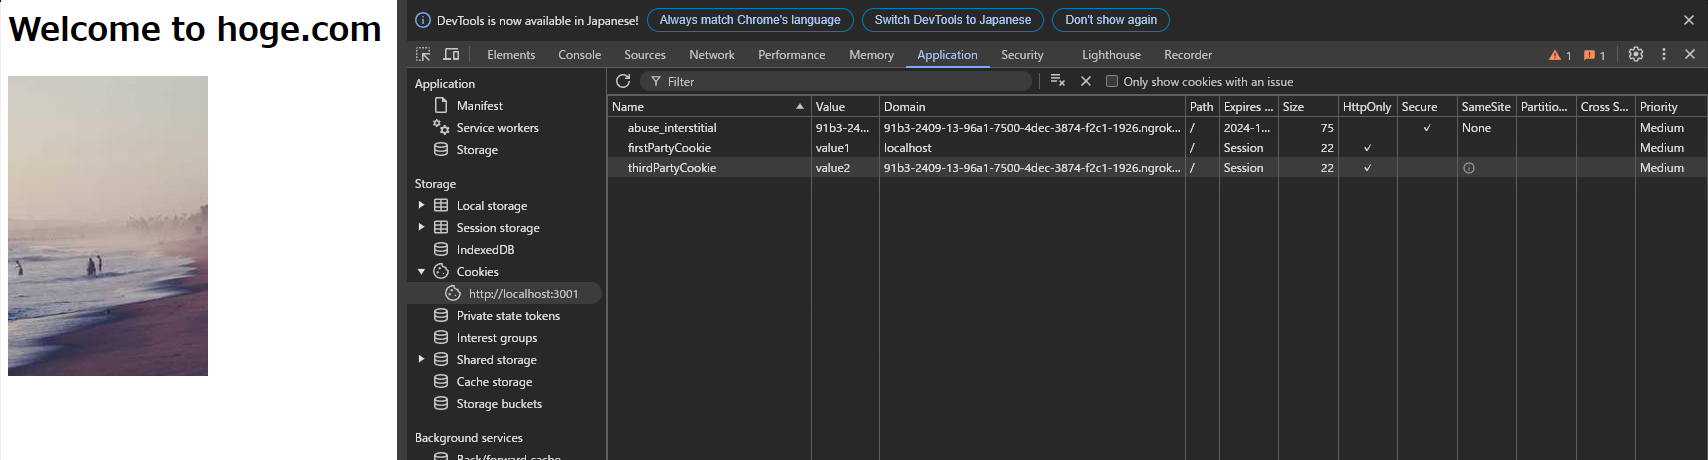 Welcome to hoge.com
DevTools is now available in Japanese! Always match Chrome's language Switch DevTools to Japanese Don't show again
Elements Console Sources Network Performance Memory Application Security Lighthouse Recorder 1 1
Application
Manifest
Service workers
Storage
Storage
Local storage
Session storage
IndexedDB
Cookies
http://localhost:3001
Private state tokens
Interest groups
Shared storage
Cache storage
Storage buckets
Background services
Back/forward cache
Filter Only show cookies with an issue
Name Value Domain Path Expires ... Size HttpOnly Secure SameSite Partitio... Cross S... Priority
abuse_interstitial 91b3-24... 91b3-2409-13-96a1-7500-4dec-3874-f2c1-1926.ngrok... / 2024-1... 75 ✓ None Medium
firstPartyCookie value1 localhost / Session 22 ✓ Medium
thirdPartyCookie value2 91b3-2409-13-96a1-7500-4dec-3874-f2c1-1926.ngrok... / Session 22 ✓ Medium